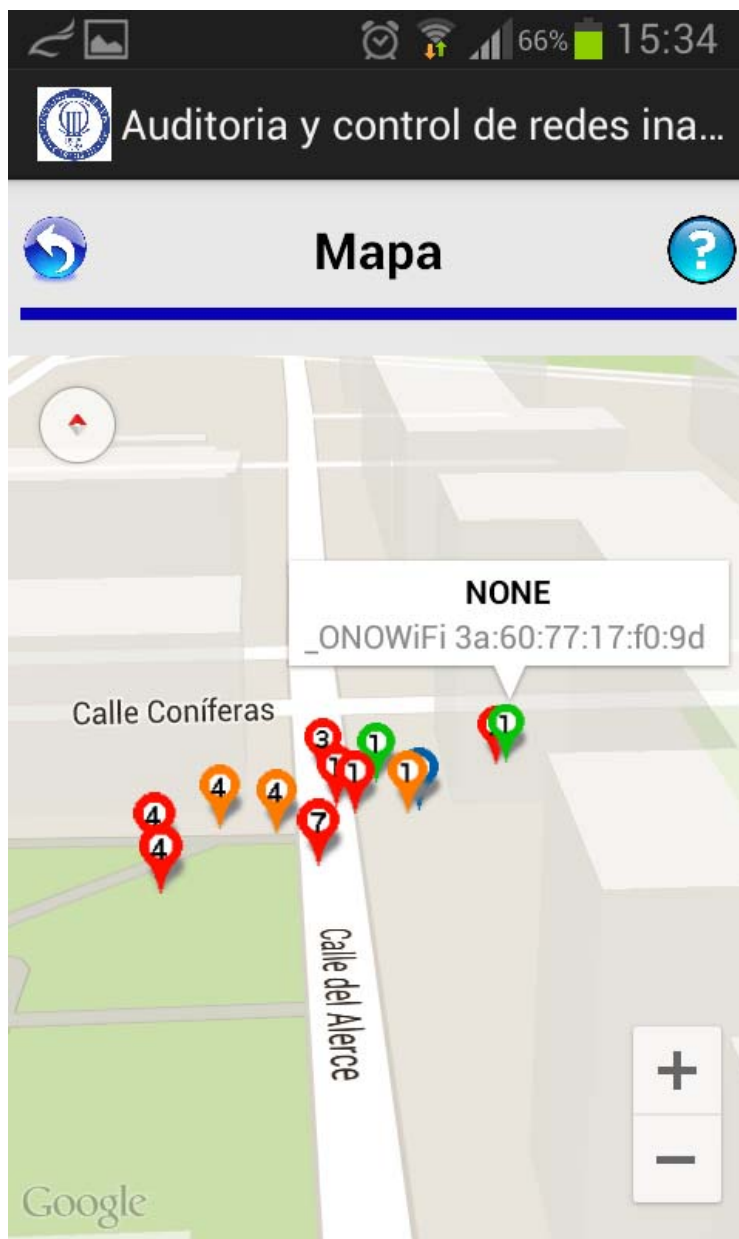 66% 15:34
Auditoria y control de redes ina...
Mapa
?
NONE
_ONOWiFi 3a:60:77:17:f0:9d
Calle Coníferas
1
3
1
1
1
1
4
4
4
7
4
Calle del Alerce
+
−
Google